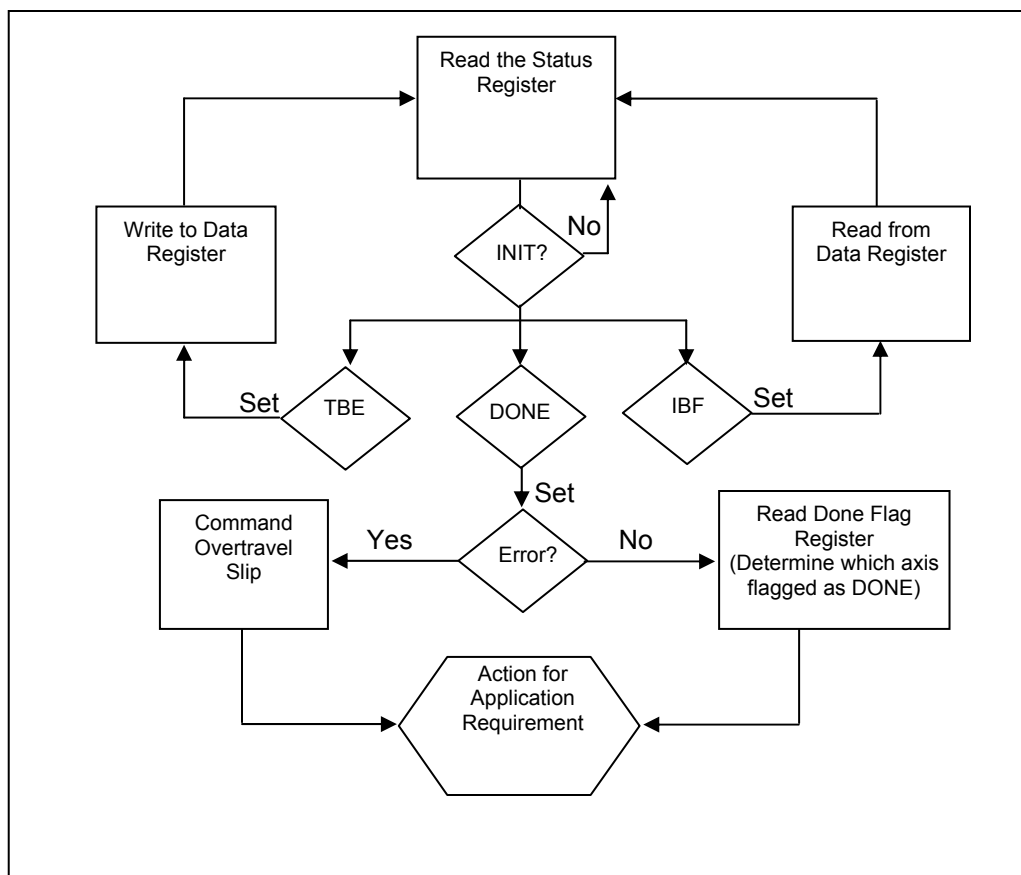 Read the Status
Register
Write to Data
Register
No
INIT?
Read from
Data Register
Set
TBE
DONE
IBF
Set
Set
Command
Overtravel
Slip
Yes
Error?
No
Read Done Flag
Register
(Determine which axis
flagged as DONE)
Action for
Application
Requirement